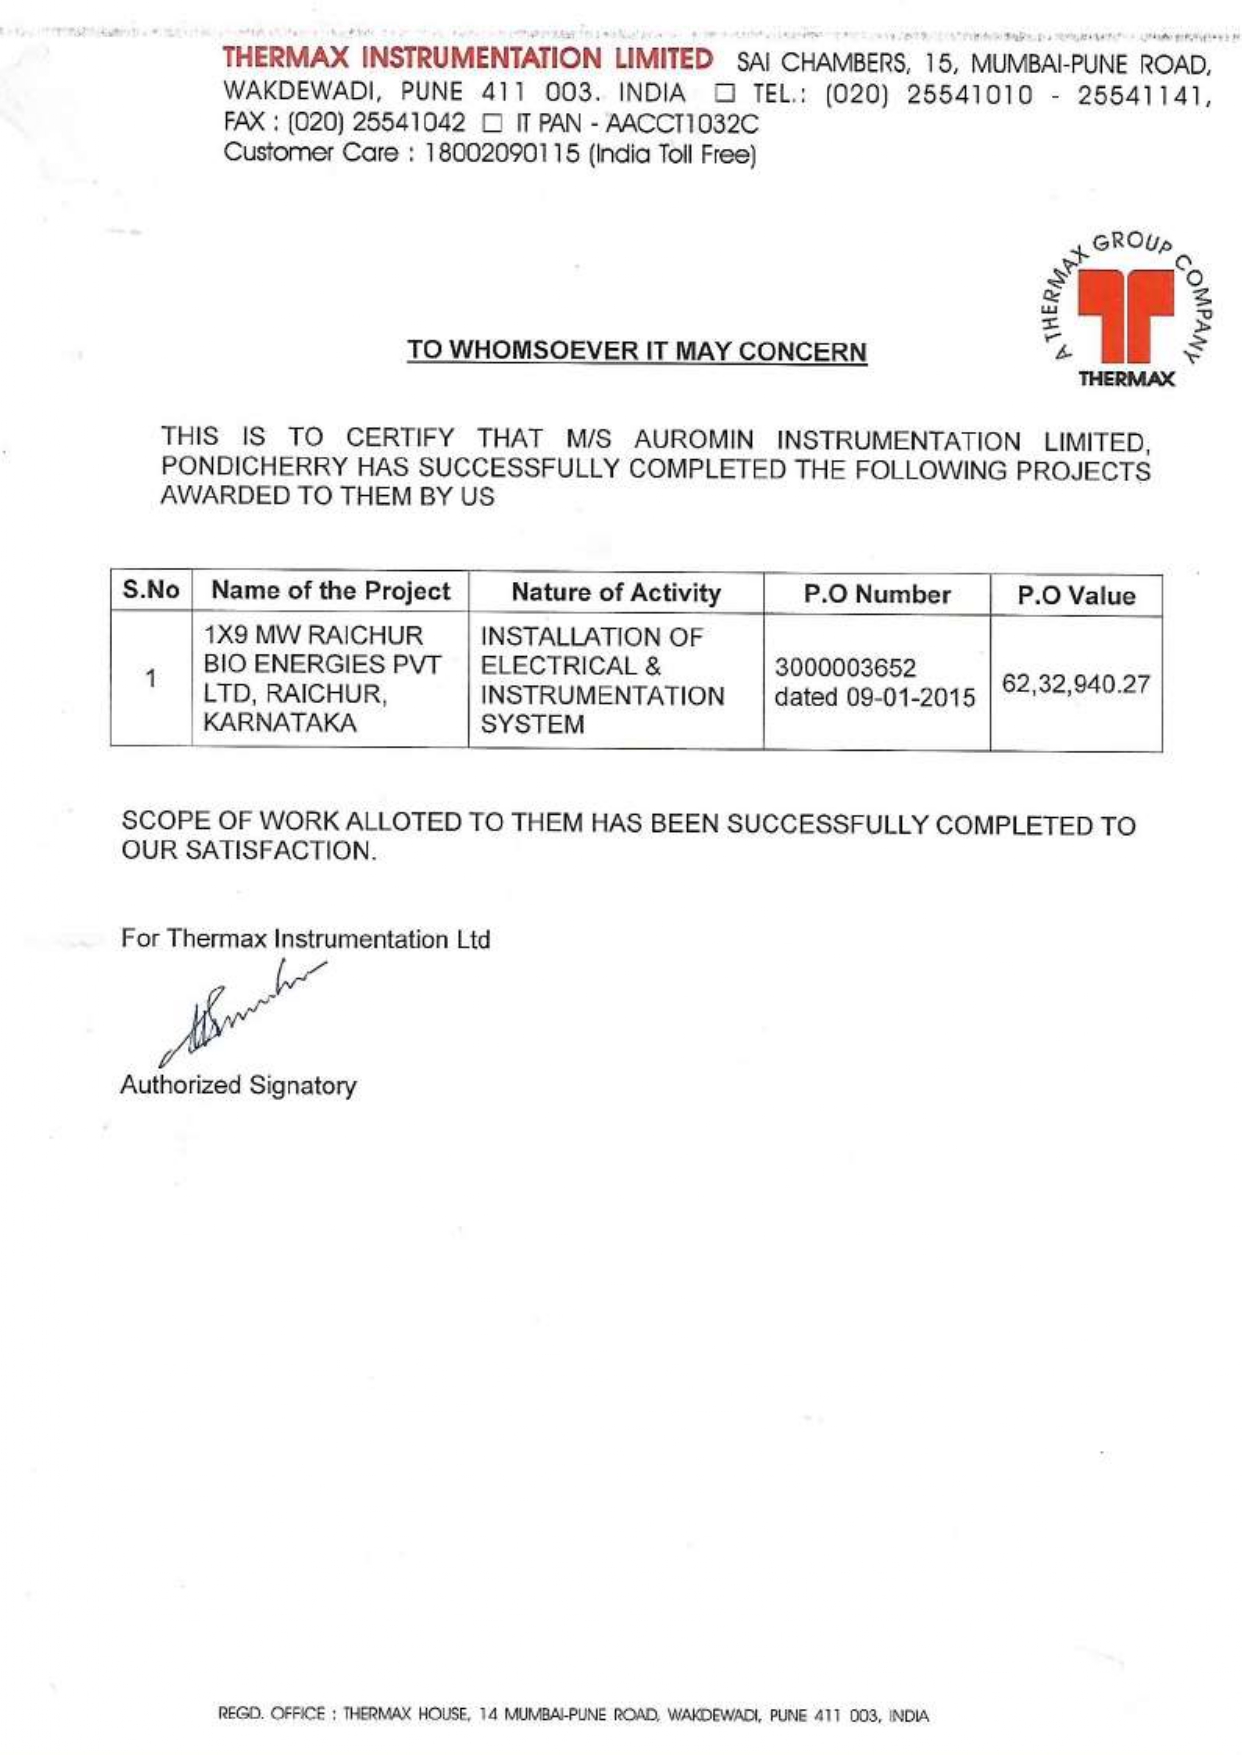 THERMAX INSTRUMENTATION LIMITED SAI CHAMBERS, 15, MUMBAI-PUNE ROAD,
WAKDEWADI, PUNE 411 003. INDIA □ TEL.: (020) 25541010 - 25541141,
FAX : (020) 25541042 □ IT PAN - AACCT1032C
Customer Care : 18002090115 (India Toll Free)
A THERMAX GROUP COMPANY
THERMAX
TO WHOMSOEVER IT MAY CONCERN
THIS IS TO CERTIFY THAT M/S AUROMIN INSTRUMENTATION LIMITED,
PONDICHERRY HAS SUCCESSFULLY COMPLETED THE FOLLOWING PROJECTS
AWARDED TO THEM BY US
S.No Name of the Project Nature of Activity P.O Number P.O Value
1
1X9 MW RAICHUR
BIO ENERGIES PVT
LTD, RAICHUR,
KARNATAKA
INSTALLATION OF
ELECTRICAL &
INSTRUMENTATION
SYSTEM
3000003652
dated 09-01-2015
62,32,940.27
SCOPE OF WORK ALLOTED TO THEM HAS BEEN SUCCESSFULLY COMPLETED TO
OUR SATISFACTION.
For Thermax Instrumentation Ltd
Authorized Signatory
REGD. OFFICE : THERMAX HOUSE, 14 MUMBAI-PUNE ROAD, WAKDEWADI, PUNE 411 003, INDIA